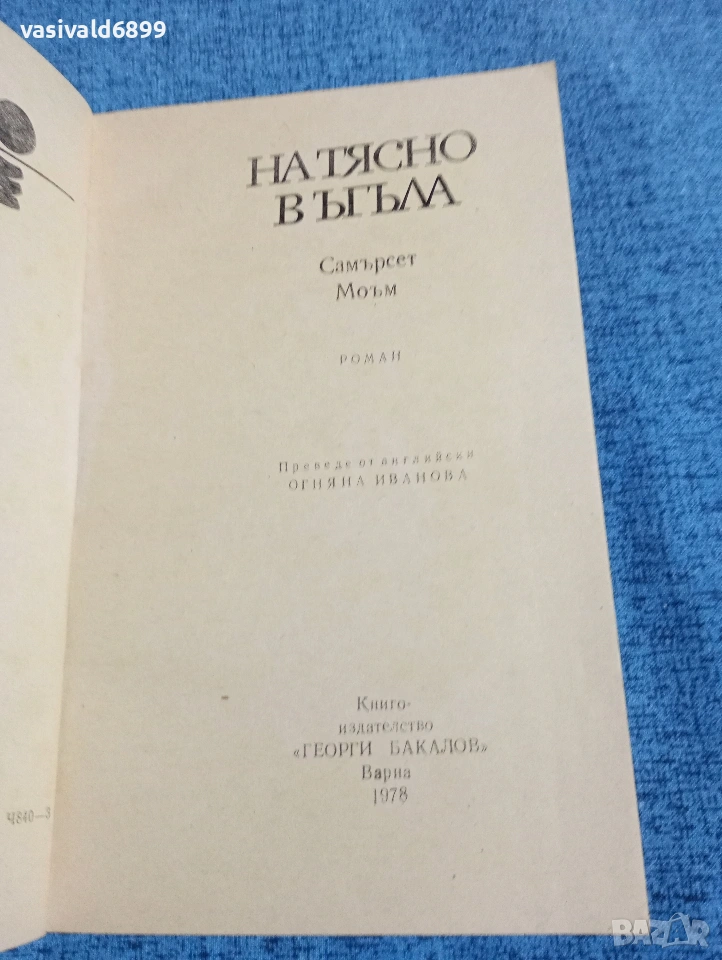 vasivald6899
НА ТЯСНО
В ЪГЪЛА
Самърсет
Моъм
РОМАН
Преведе от английски
ОГНЯНА ИВАНОВА
Книго-
издателство
«ГЕОРГИ БАКАЛОВ»
Варна
1978
Ч840—3
BAZAR